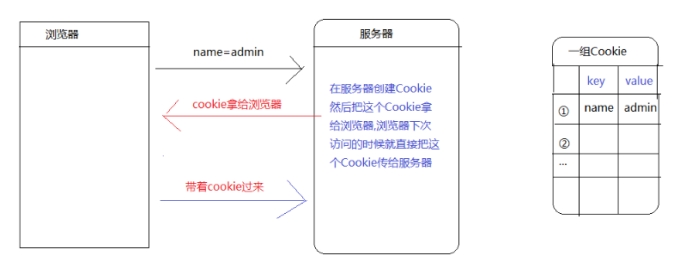 浏览器
服务器
name=admin
cookie拿给浏览器
在服务器创建Cookie
然后把这个Cookie拿
给浏览器,浏览器下次
访问的时候就直接把这
个Cookie传给服务器
带着cookie过来
一组Cookie
key value
① name admin
②
...